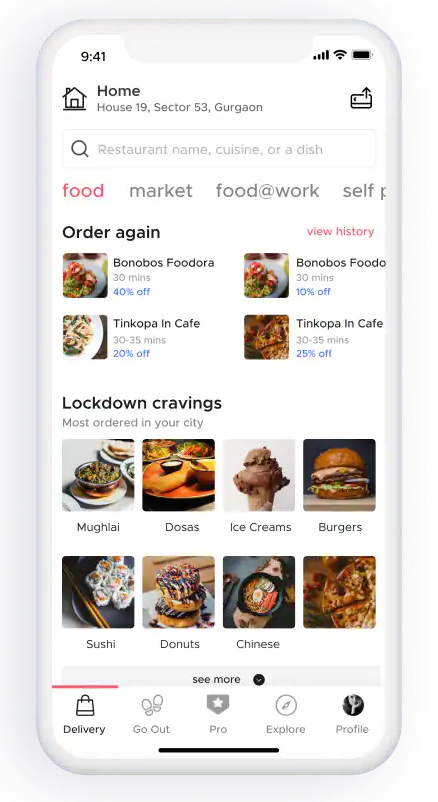 9:41
Home
House 19, Sector 53, Gurgaon
Restaurant name, cuisine, or a dish
food market food@work self p
Order again view history
Bonobos Foodora
30 mins
40% off
Bonobos Foodo
30 mins
10% off
Tinkopa In Cafe
30-35 mins
20% off
Tinkopa In Cafe
30-35 mins
25% off
Lockdown cravings
Most ordered in your city
Mughlai Dosas Ice Creams Burgers
Sushi Donuts Chinese
see more
Delivery Go Out Pro Explore Profile